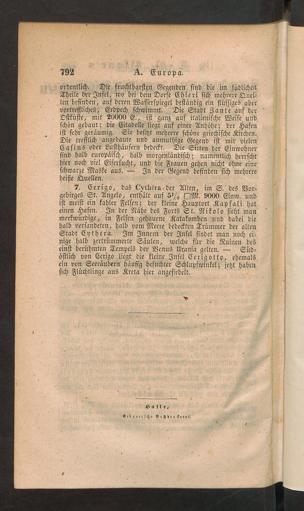 792 A. Europa.
ordentlich. Die fruchtbarsten Gegenden sind die im südlichen
Theile der Insel, wo bei dem Dorfe Chieri sich mehrere Quel-
len befinden, auf deren Wasserspiegel beständig ein flüssiges aber
vortreffliches, Erdpech schwimmt. Die Stadt Zante auf der
Ostküste, mit 20000 E., ist ganz auf italienische Weise und
schön gebaut; die Citadelle liegt auf einer Anhöhe; der Hafen
ist sehr geräumig. Sie besitzt mehrere schöne griechische Kirchen.
Die trefflich angebaute und anmuthige Gegend ist mit vielen
Casins oder Lusthäusern bedeckt. Die Sitten der Einwohner
sind halb europäisch, halb morgenländisch; namentlich herrscht
hier noch viel Eifersucht, und die Frauen gehen nicht ohne eine
schwarze Maske aus. — In der Gegend befinden sich mehrere
heiße Quellen.
7. Cerigo, das Cythera der Alten, im S. des Vor-
gebirges St. Angelo, enthält auf 5¼ □M. 9000 Einw. und
ist meist ein kahler Felsen; der kleine Hauptort Kapsali hat
einen Hafen. In der Nähe des Forts St. Nikolo sieht man
merkwürdige, in Felsen gehauene Katakomben und dabei die
halb versandeten, halb vom Meere bedeckten Trümmer der alten
Stadt Cythera. Im Innern der Insel findet man noch ei-
nige halb zertrümmerte Säulen, welche für die Ruinen des
einst berühmten Tempels der Venus Urania gelten. — Süd-
östlich von Cerigo liegt die kleine Insel Cerigotto, ehemals
ein von Seeräubern häufig besuchter Schlupfwinkel; jetzt haben
sich Flüchtlinge aus Kreta hier angesiedelt.
Halle,
Buchdruckerei.